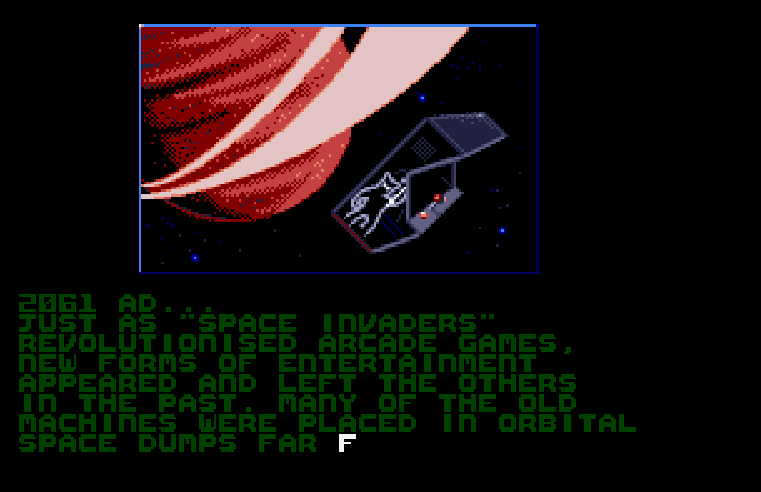 2061 AD...
JUST AS "SPACE INVADERS"
REVOLUTIONISED ARCADE GAMES,
NEW FORMS OF ENTERTAINMENT
APPEARED AND LEFT THE OTHERS
IN THE PAST. MANY OF THE OLD
MACHINES WERE PLACED IN ORBITAL
SPACE DUMPS FAR F